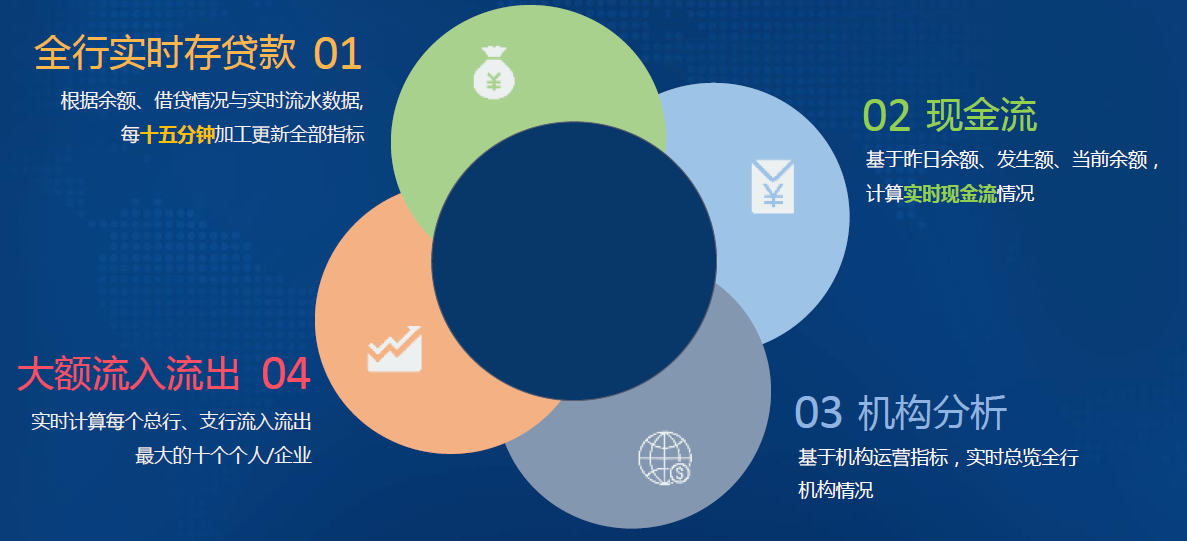 全行实时存贷款 01
根据余额、借贷情况与实时流水数据,
每十五分钟加工更新全部指标
02 现金流
基于昨日余额、发生额、当前余额，
计算实时现金流情况
03 机构分析
基于机构运营指标，实时总览全行
机构情况
大额流入流出 04
实时计算每个总行、支行流入流出
最大的十个个人/企业